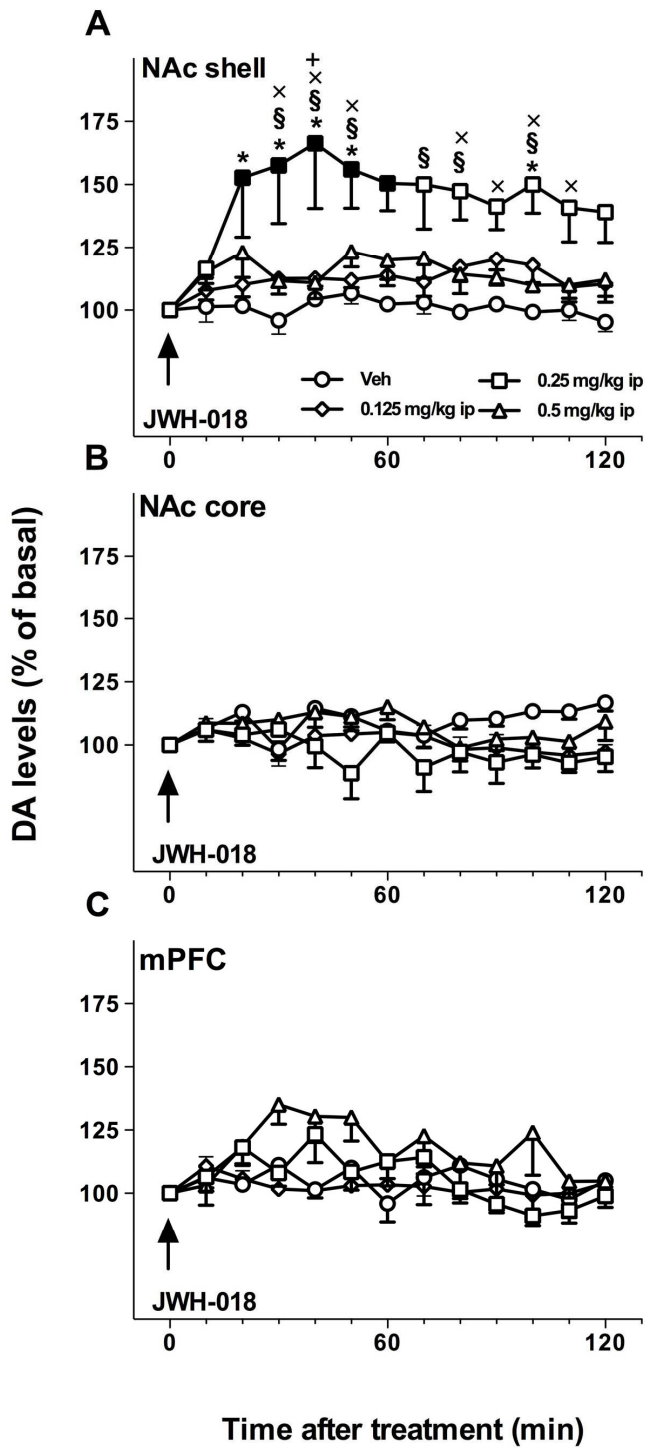 A
NAc shell
+
× × × × ×
§ § § § § §
* * * * *
× ×
175
150
125
100
Veh
0.25 mg/kg ip
0.125 mg/kg ip
0.5 mg/kg ip
JWH-018
0 60 120
B
NAc core
175
150
125
100
JWH-018
0 60 120
DA levels (% of basal)
C
mPFC
175
150
125
100
JWH-018
0 60 120
Time after treatment (min)